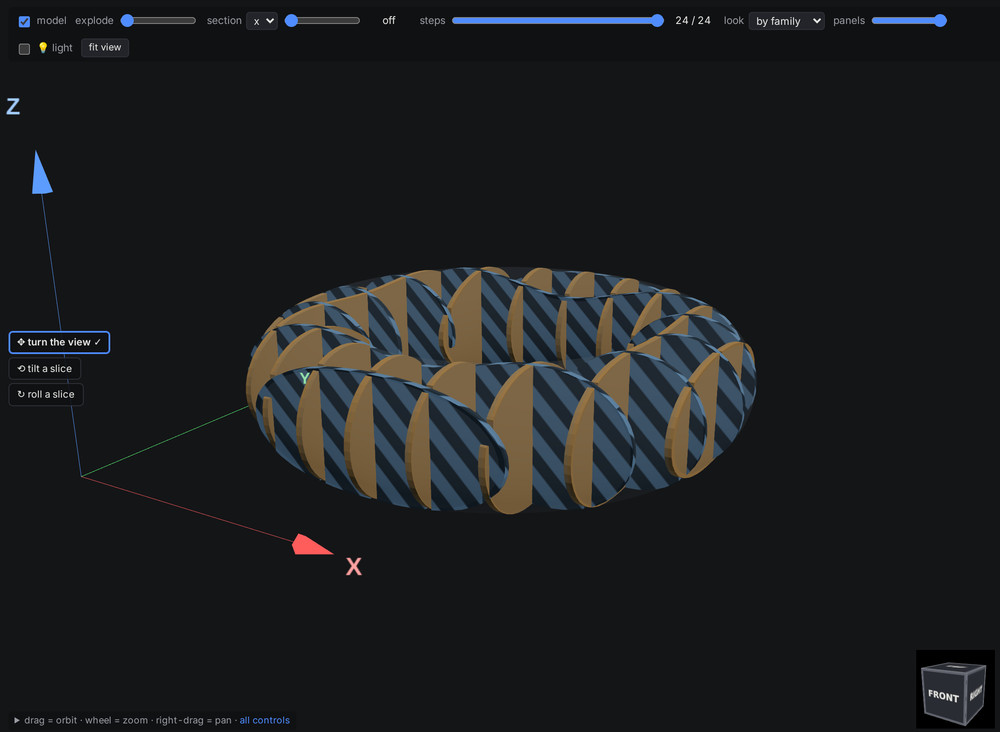 model explode section x off steps 24 / 24 look by family panels
💡 light fit view
Z
✥ turn the view ✓
⟲ tilt a slice
Y
↻ roll a slice
X
FRONT
RIGHT
▶ drag = orbit · wheel = zoom · right-drag = pan · all controls